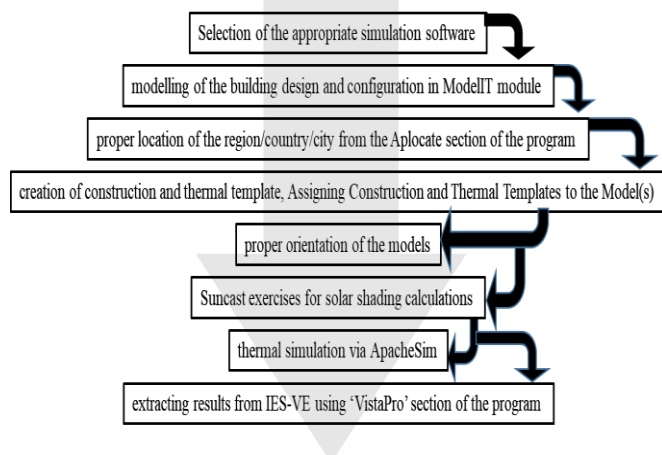 Selection of the appropriate simulation software
modelling of the building design and configuration in ModelIT module
proper location of the region/country/city from the Aplocate section of the program
creation of construction and thermal template, Assigning Construction and Thermal Templates to the Model(s)
proper orientation of the models
Suncast exercises for solar shading calculations
thermal simulation via ApacheSim
extracting results from IES-VE using ‘VistaPro’ section of the program